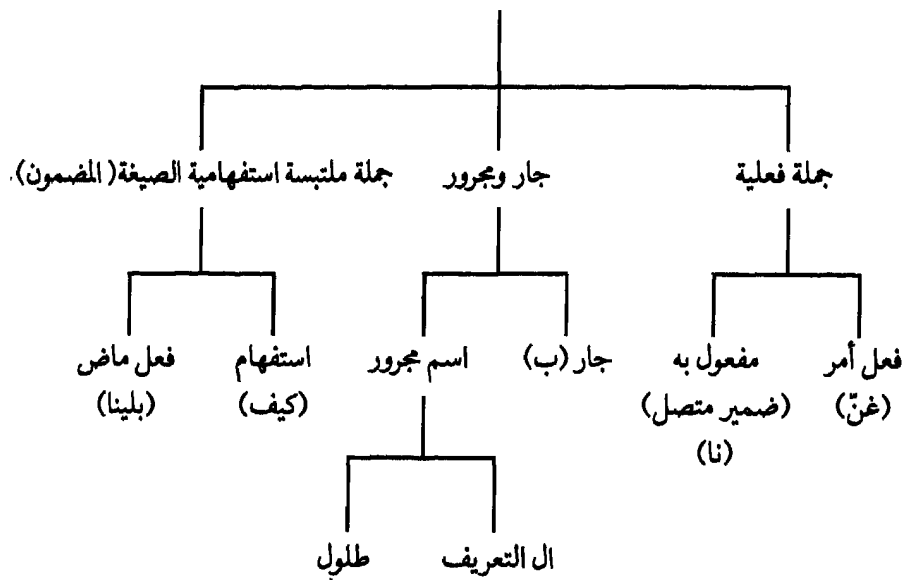 جملة فعلية جار ومجرور جملة ملتبسة استفهامية الصيغة (المضمون).
فعل أمر مفعول به جار (ب) اسم مجرور استفهام فعل ماض
(غنّ) (ضمير متصل) (كيف) (بلينا)
(نا)
ال التعريف طلولِ